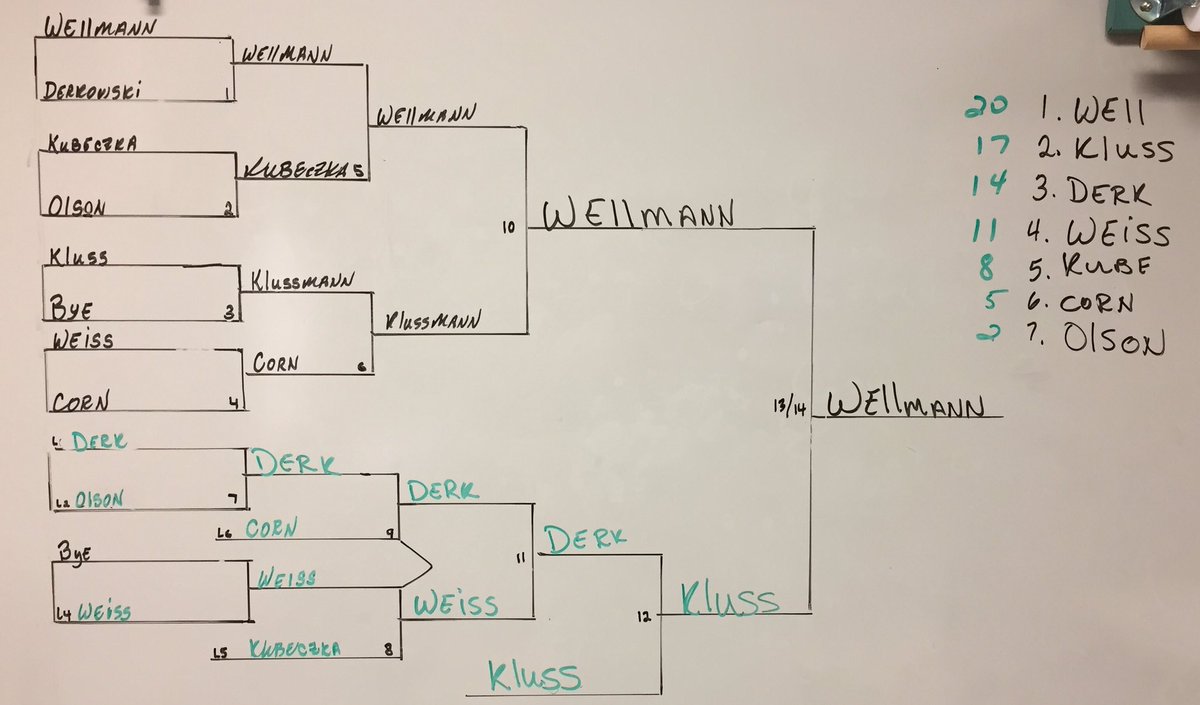 WEllMANN
WEllMANN
DERKOWSKi
1
WEllMANN
KuBECZKA
KUBECZKA 5
OlSON
2
WEllMANN
10
Kluss
KlussMANN
BYE
3
KlussMANN
WEiSS
CORN
6
CORN
4
13/14
WEllMANN
L1 DERK
DERK
L2 OlSON
7
DERK
L6 CORN
9
DERK
11
BYE
WEISS
L4 WEiSS
WEiSS
L5 KUBECZKA
8
12
Kluss
Kluss
20 1. WEll
17 2. Kluss
14 3. DERK
11 4. WEiSS
8 5. KUBE
5 6. CORN
2 7. OlSON